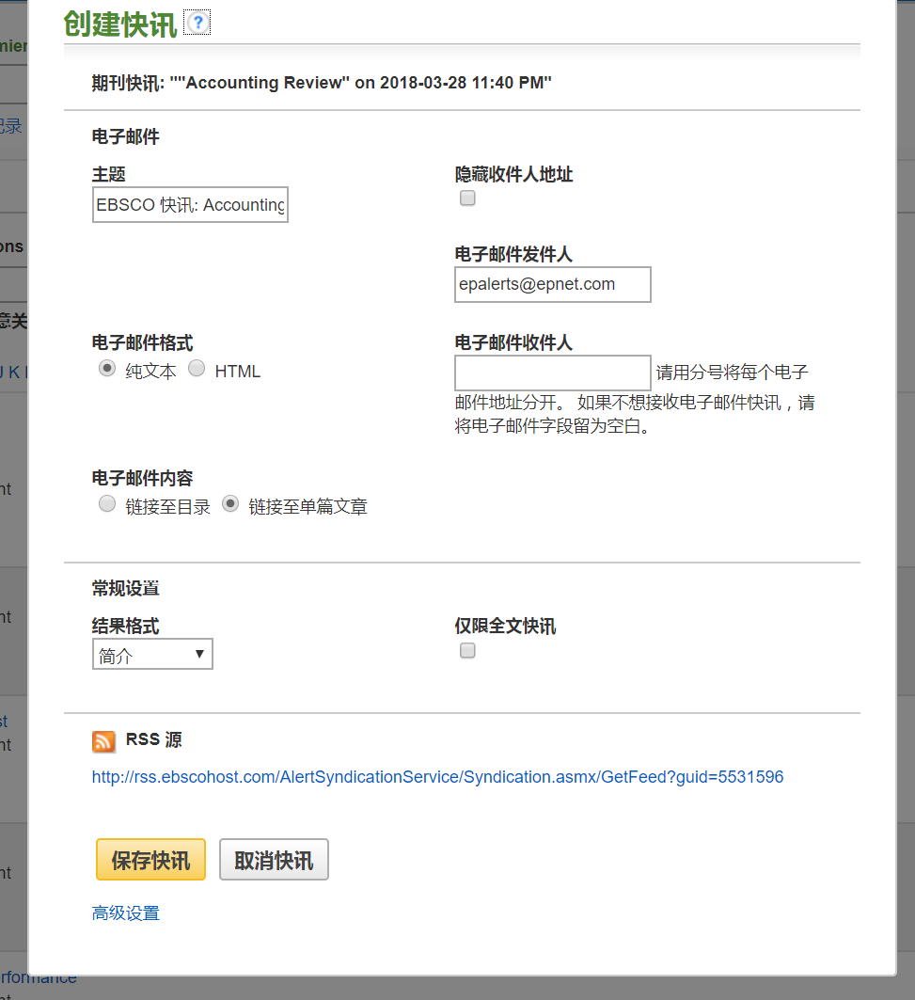 创建快讯 ?
mier
期刊快讯: ""Accounting Review" on 2018-03-28 11:40 PM"
记录
电子邮件
主题
隐藏收件人地址
EBSCO 快讯: Accounting
ons
电子邮件发件人
epalerts@epnet.com
意关
电子邮件格式
电子邮件收件人
J K
纯文本 HTML
请用分号将每个电子
邮件地址分开。 如果不想接收电子邮件快讯，请
将电子邮件字段留为空白。
电子邮件内容
nt
链接至目录 链接至单篇文章
常规设置
nt
结果格式
仅限全文快讯
简介
st
RSS 源
nt
http://rss.ebscohost.com/AlertSyndicationService/Syndication.asmx/GetFeed?guid=5531596
保存快讯 取消快讯
nt
高级设置
erformance